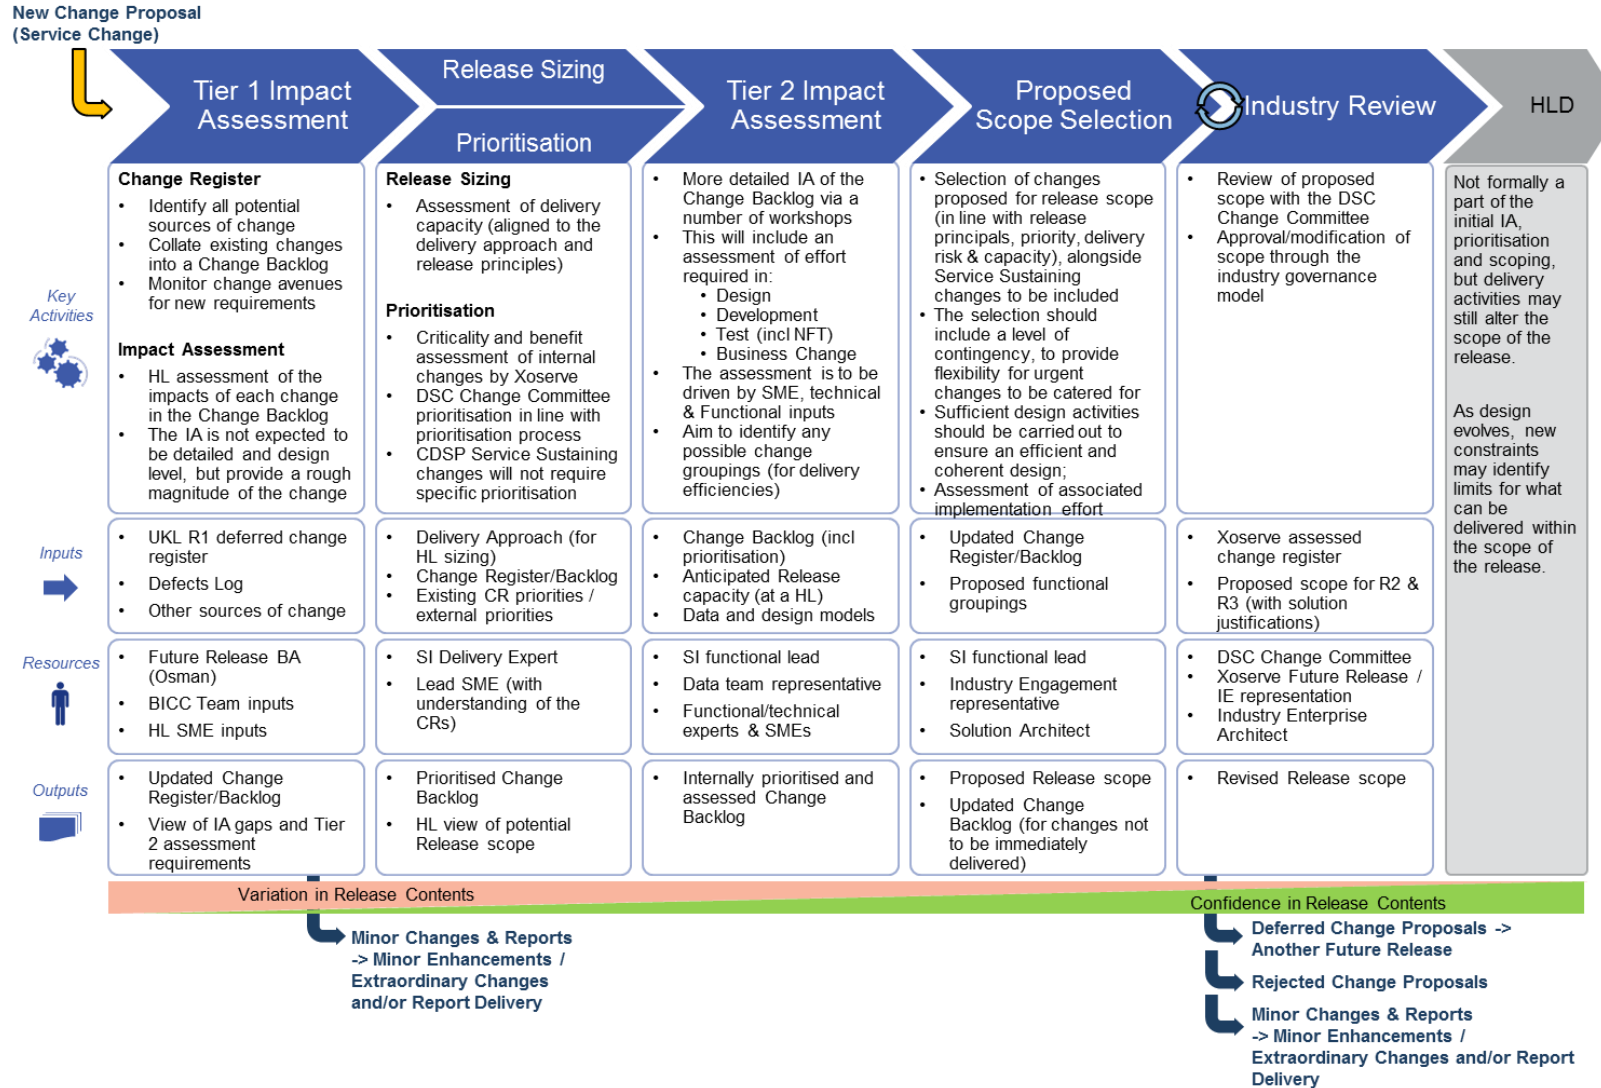 New Change Proposal
(Service Change)
Tier 1 Impact
Assessment
Release Sizing
Prioritisation
Tier 2 Impact
Assessment
Proposed
Scope Selection
Industry Review
HLD
Key
Activities
Change Register
• Identify all potential
sources of change
• Collate existing changes
into a Change Backlog
• Monitor change avenues
for new requirements
Impact Assessment
• HL assessment of the
impacts of each change
in the Change Backlog
• The IA is not expected to
be detailed and design
level, but provide a rough
magnitude of the change
Release Sizing
• Assessment of delivery
capacity (aligned to the
delivery approach and
release principles)
Prioritisation
• Criticality and benefit
assessment of internal
changes by Xoserve
• DSC Change Committee
prioritisation in line with
prioritisation process
• CDSP Service Sustaining
changes will not require
specific prioritisation
• More detailed IA of the
Change Backlog via a
number of workshops
• This will include an
assessment of effort
required in:
• Design
• Development
• Test (incl NFT)
• Business Change
• The assessment is to be
driven by SME, technical
& Functional inputs
• Aim to identify any
possible change
groupings (for delivery
efficiencies)
• Selection of changes
proposed for release scope
(in line with release
principals, priority, delivery
risk & capacity), alongside
Service Sustaining
changes to be included
• The selection should
include a level of
contingency, to provide
flexibility for urgent
changes to be catered for
• Sufficient design activities
should be carried out to
ensure an efficient and
coherent design;
• Assessment of associated
implementation effort
• Review of proposed
scope with the DSC
Change Committee
• Approval/modification of
scope through the
industry governance
model
Not formally a
part of the
initial IA,
prioritisation
and scoping,
but delivery
activities may
still alter the
scope of the
release.
As design
evolves, new
constraints
may identify
limits for what
can be
delivered within
the scope of
the release.
Inputs
• UKL R1 deferred change
register
• Defects Log
• Other sources of change
• Delivery Approach (for
HL sizing)
• Change Register/Backlog
• Existing CR priorities /
external priorities
• Change Backlog (incl
prioritisation)
• Anticipated Release
capacity (at a HL)
• Data and design models
• Updated Change
Register/Backlog
• Proposed functional
groupings
• Xoserve assessed
change register
• Proposed scope for R2 &
R3 (with solution
justifications)
Resources
• Future Release BA
(Osman)
• BICC Team inputs
• HL SME inputs
• SI Delivery Expert
• Lead SME (with
understanding of the
CRs)
• SI functional lead
• Data team representative
• Functional/technical
experts & SMEs
• SI functional lead
• Industry Engagement
representative
• Solution Architect
• DSC Change Committee
• Xoserve Future Release /
IE representation
• Industry Enterprise
Architect
Outputs
• Updated Change
Register/Backlog
• View of IA gaps and Tier
2 assessment
requirements
• Prioritised Change
Backlog
• HL view of potential
Release scope
• Internally prioritised and
assessed Change
Backlog
• Proposed Release scope
• Updated Change
Backlog (for changes not
to be immediately
delivered)
• Revised Release scope
Variation in Release Contents
Confidence in Release Contents
Minor Changes & Reports
-> Minor Enhancements /
Extraordinary Changes
and/or Report Delivery
Deferred Change Proposals ->
Another Future Release
Rejected Change Proposals
Minor Changes & Reports
-> Minor Enhancements /
Extraordinary Changes and/or Report
Delivery